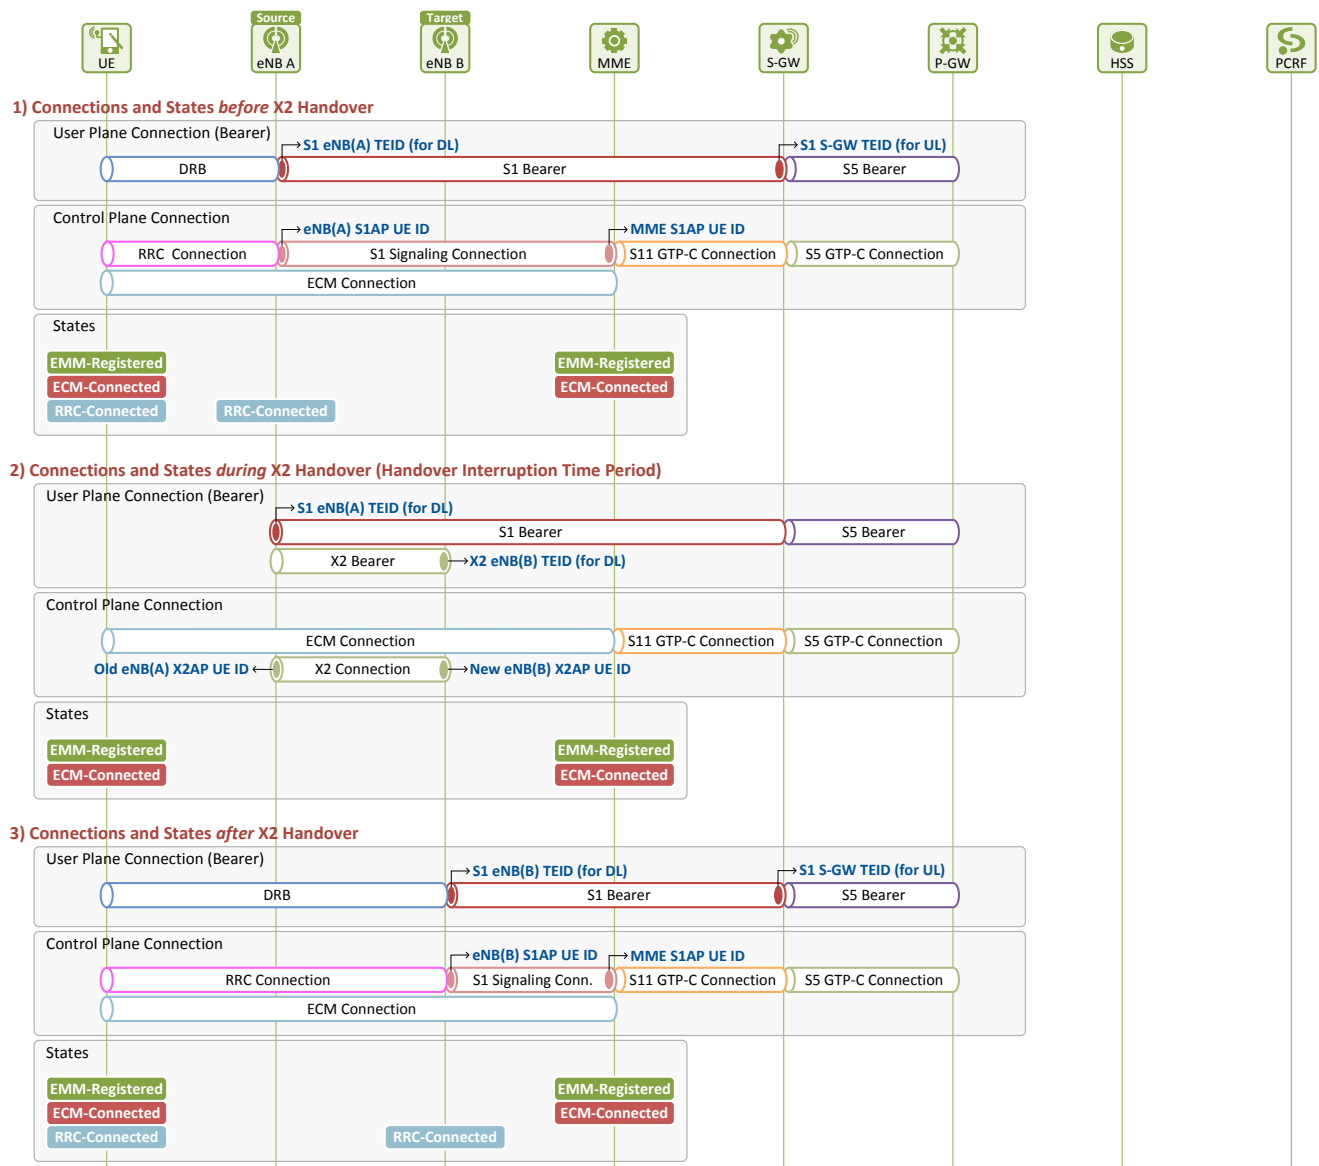 Source
Target
UE
eNB A
eNB B
MME
S-GW
P-GW
HSS
PCRF
1) Connections and States before X2 Handover
User Plane Connection (Bearer)
S1 eNB(A) TEID (for DL)
S1 S-GW TEID (for UL)
DRB
S1 Bearer
S5 Bearer
Control Plane Connection
eNB(A) S1AP UE ID
MME S1AP UE ID
RRC Connection
S1 Signaling Connection
S11 GTP-C Connection
S5 GTP-C Connection
ECM Connection
States
EMM-Registered
EMM-Registered
ECM-Connected
ECM-Connected
RRC-Connected
RRC-Connected
2) Connections and States during X2 Handover (Handover Interruption Time Period)
User Plane Connection (Bearer)
S1 eNB(A) TEID (for DL)
S1 Bearer
S5 Bearer
X2 Bearer
X2 eNB(B) TEID (for DL)
Control Plane Connection
ECM Connection
S11 GTP-C Connection
S5 GTP-C Connection
Old eNB(A) X2AP UE ID
X2 Connection
New eNB(B) X2AP UE ID
States
EMM-Registered
EMM-Registered
ECM-Connected
ECM-Connected
3) Connections and States after X2 Handover
User Plane Connection (Bearer)
S1 eNB(B) TEID (for DL)
S1 S-GW TEID (for UL)
DRB
S1 Bearer
S5 Bearer
Control Plane Connection
eNB(B) S1AP UE ID
MME S1AP UE ID
RRC Connection
S1 Signaling Conn.
S11 GTP-C Connection
S5 GTP-C Connection
ECM Connection
States
EMM-Registered
EMM-Registered
ECM-Connected
ECM-Connected
RRC-Connected
RRC-Connected